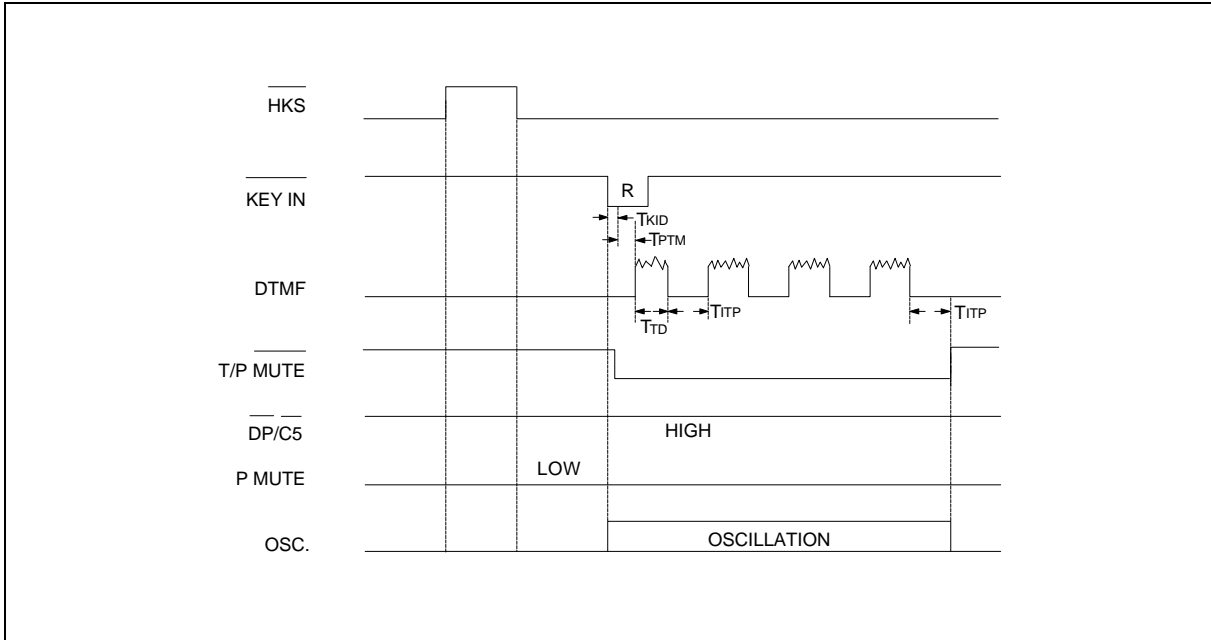 HKS
KEY IN
R
TKID
TPTM
DTMF
TTD
TITP
TITP
T/P MUTE
DP/C5
HIGH
LOW
P MUTE
OSCILLATION
OSC.